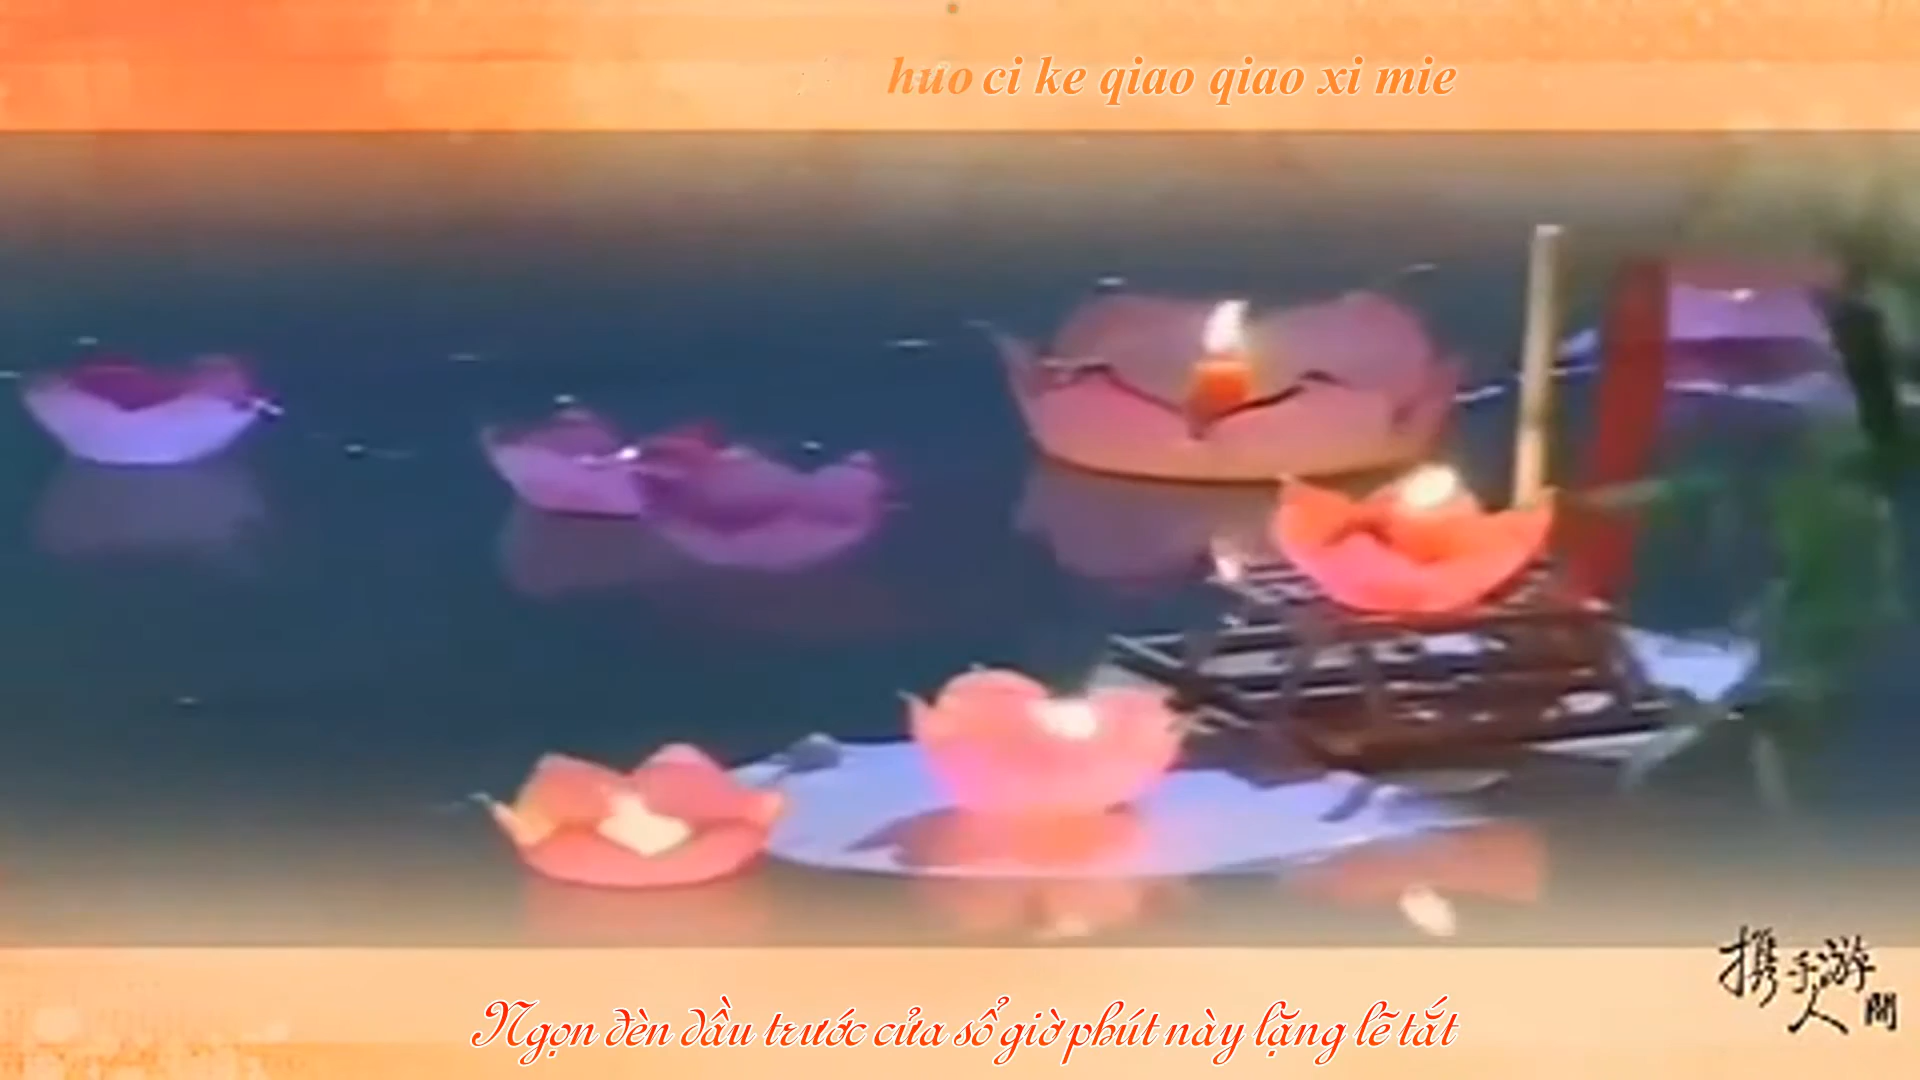 huo ci ke qiao qiao xi mie
Ngọn đèn dầu trước cửa sổ giờ phút này lặng lẽ tắt
携手游
人間